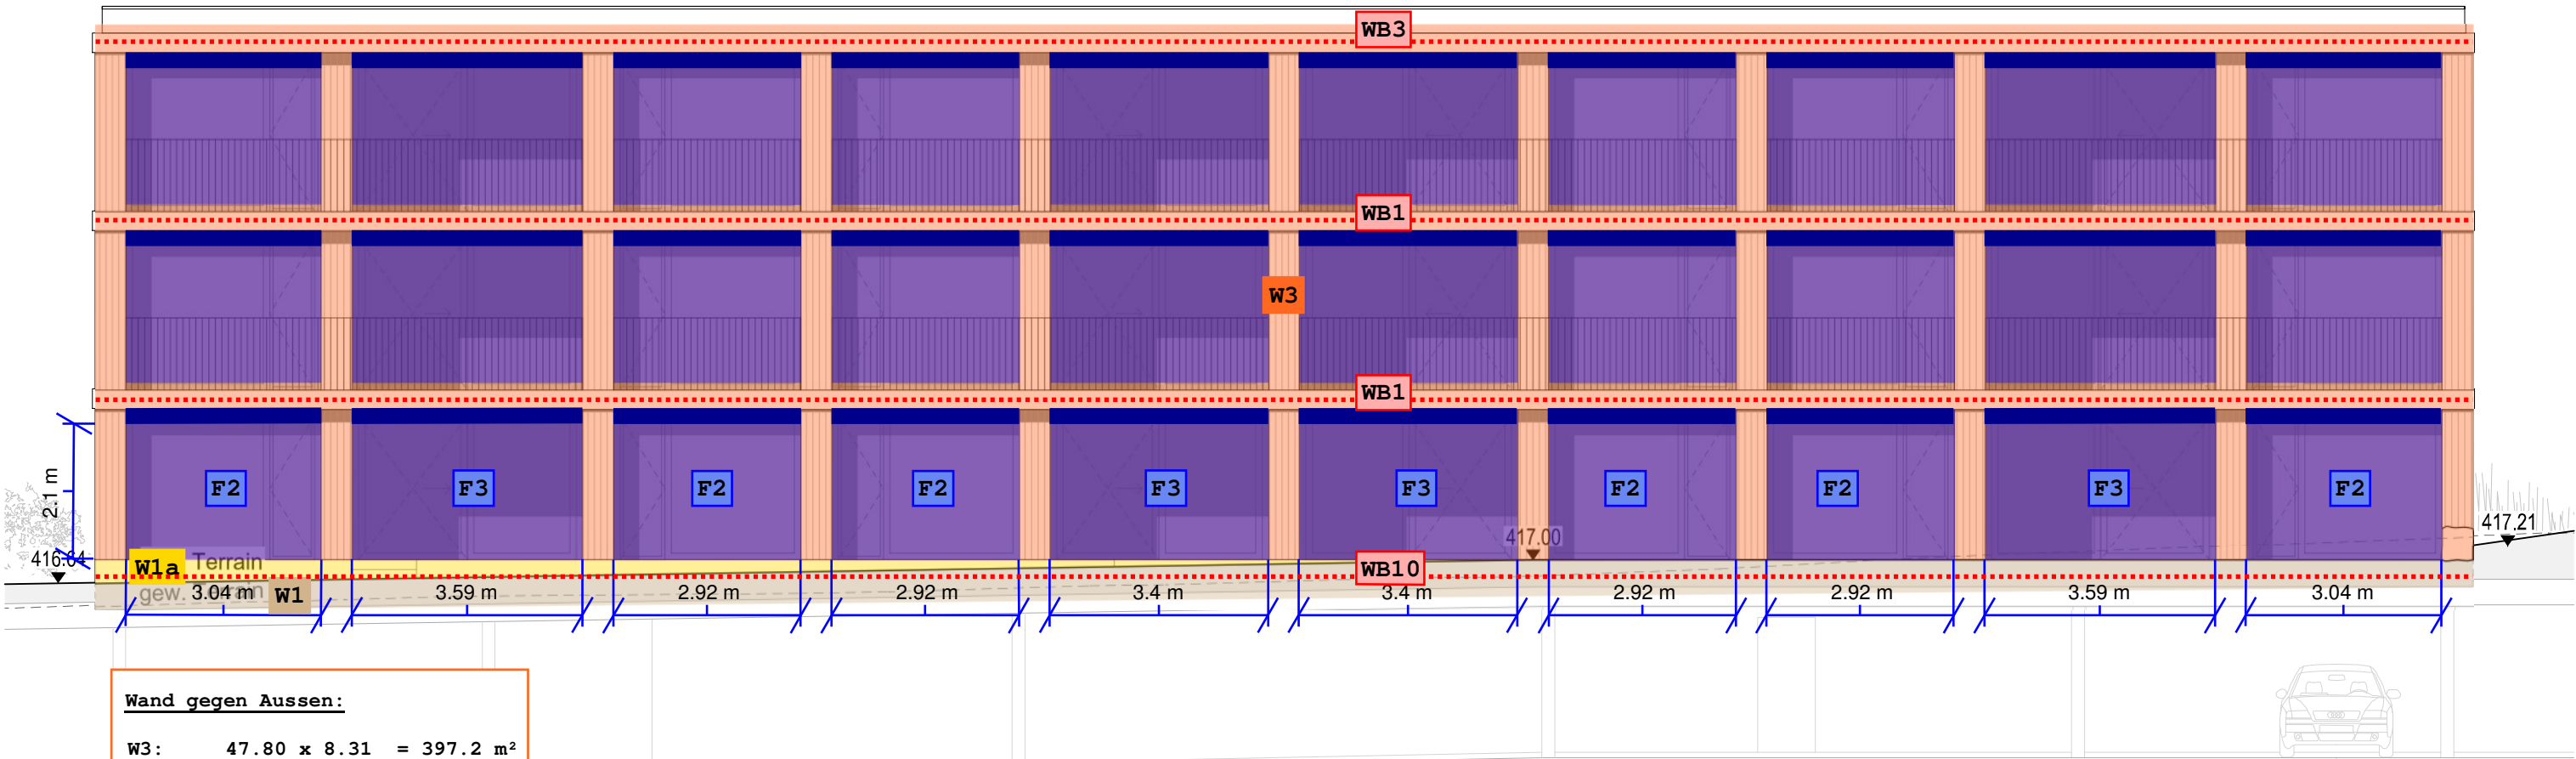 WB3
WB1
W3
WB1
2.1 m
F2 F3 F2 F2 F3 F3 F2 F2 F3 F2
417.00
417.21
416.64
W1a Terrain
WB10
gew. Terrain W1
3.04 m 3.59 m 2.92 m 2.92 m 3.4 m 3.4 m 2.92 m 2.92 m 3.59 m 3.04 m
Wand gegen Aussen:
W3: 47.80 x 8.31 = 397.2 m²